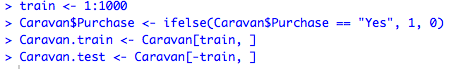 > train <- 1:1000
> Caravan$Purchase <- ifelse(Caravan$Purchase == "Yes", 1, 0)
> Caravan.train <- Caravan[train, ]
> Caravan.test <- Caravan[-train, ]